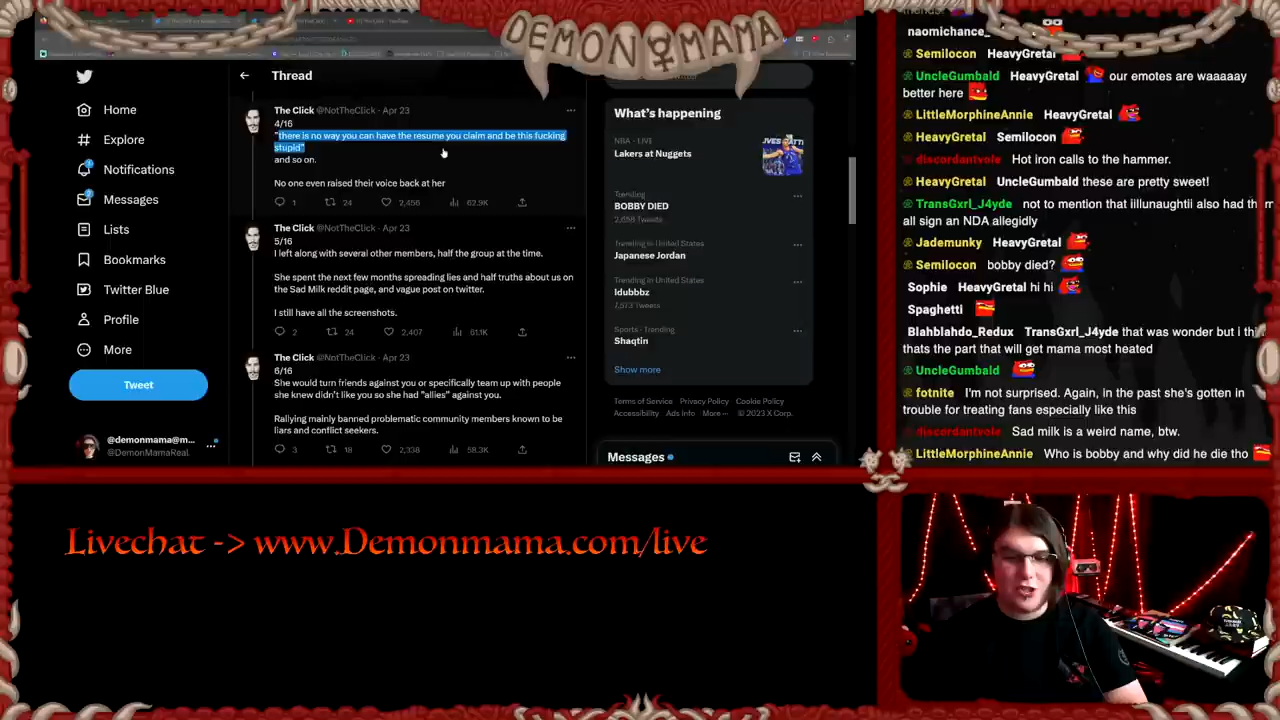 DEMON MAMA
Thread
Home
Explore
Notifications
Messages
Lists
Bookmarks
Twitter Blue
Profile
More
Tweet
@demonmama@m...
@DemonMamaReal
The Click @NotTheClick · Apr 23
4/16
"there is no way you can have the resume you claim and be this fucking
stupid"
and so on.
No one even raised their voice back at her
1 24 2,456 62.9K
The Click @NotTheClick · Apr 23
5/16
I left along with several other members, half the group at the time.
She spent the next few months spreading lies and half truths about us on
the Sad Milk reddit page, and vague post on twitter.
I still have all the screenshots.
2 24 2,407 61.1K
The Click @NotTheClick · Apr 23
6/16
She would turn friends against you or specifically team up with people
she knew didn't like you so she had "allies" against you.
Rallying mainly banned problematic community members known to be
liars and conflict seekers.
3 18 2,338 58.3K
What's happening
NBA · LIVE
Lakers at Nuggets
Trending
BOBBY DIED
2,658 Tweets
Trending in United States
Japanese Jordan
Trending in United States
Idubbbz
7,573 Tweets
Sports · Trending
Shaqtin
Show more
Terms of Service Privacy Policy Cookie Policy
Accessibility Ads info More ··· © 2023 X Corp.
Messages
naomichance_
Semilocon HeavyGretal
UncleGumbald HeavyGretal our emotes are waaaaay
better here
LittleMorphineAnnie HeavyGretal
HeavyGretal Semilocon
discordantvole Hot iron calls to the hammer.
HeavyGretal UncleGumbald these are pretty sweet!
TransGxrl_J4yde not to mention that iillunaughtii also had them
all sign an NDA allegidly
Jademunky HeavyGretal
Semilocon bobby died?
Sophie HeavyGretal hi hi
Spaghetti
Blahblahdo_Redux TransGxrl_J4yde that was wonder but i th
thats the part that will get mama most heated
UncleGumbald
fotnite I'm not surprised. Again, in the past she's gotten in
trouble for treating fans especially like this
discordantvole Sad milk is a weird name, btw.
LittleMorphineAnnie Who is bobby and why did he die tho
Livechat -> www.Demonmama.com/live